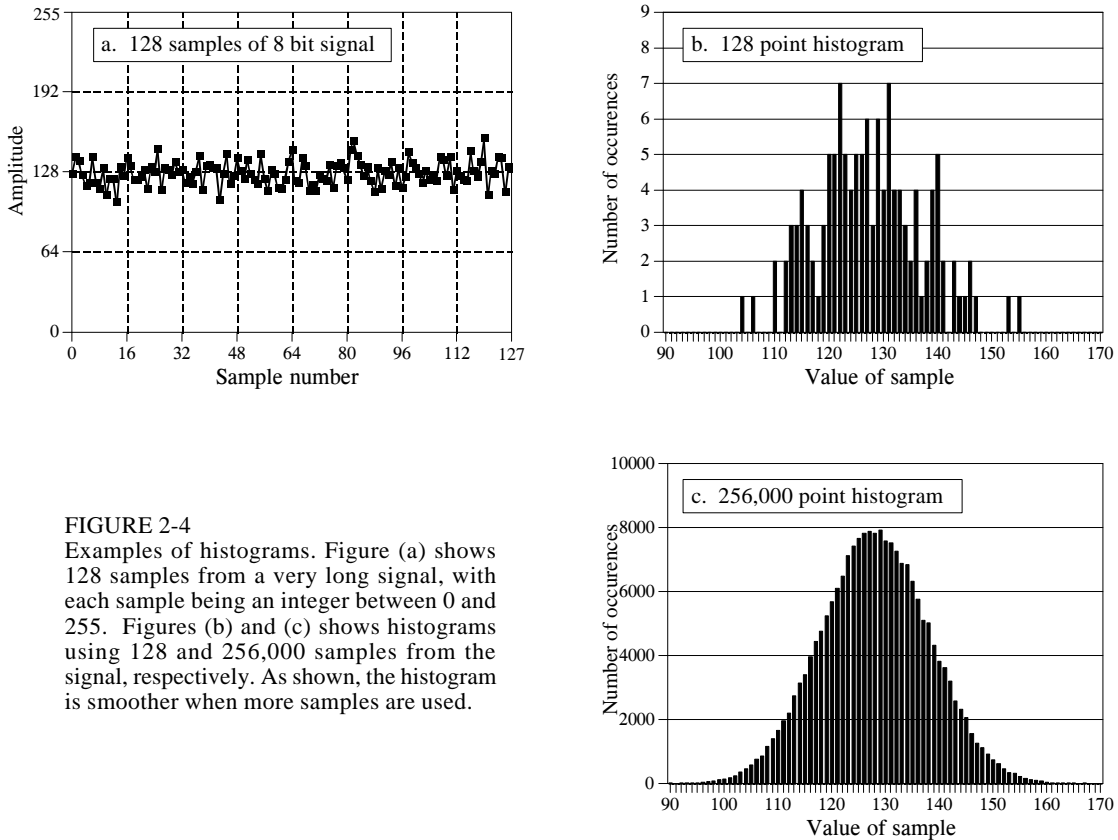 255
192
128
64
0
Amplitude
a. 128 samples of 8 bit signal
0 16 32 48 64 80 96 112 127
Sample number
9
8
7
6
5
4
3
2
1
0
Number of occurences
b. 128 point histogram
90 100 110 120 130 140 150 160 170
Value of sample
FIGURE 2-4
Examples of histograms. Figure (a) shows
128 samples from a very long signal, with
each sample being an integer between 0 and
255. Figures (b) and (c) shows histograms
using 128 and 256,000 samples from the
signal, respectively. As shown, the histogram
is smoother when more samples are used.
10000
8000
6000
4000
2000
0
Number of occurences
c. 256,000 point histogram
90 100 110 120 130 140 150 160 170
Value of sample